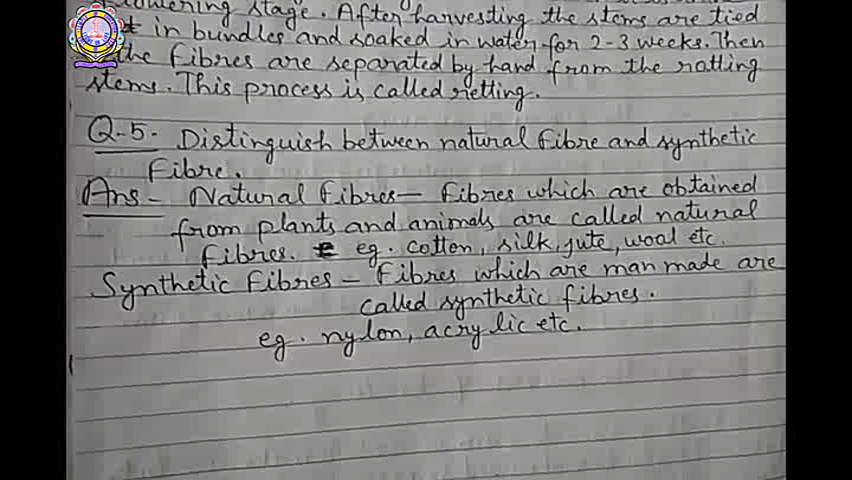 flowering stage. After harvesting the stems are tied
in bundles and soaked in water for 2-3 weeks. Then
the fibres are separated by hand from the rotting
stems. This process is called retting.
Q-5. Distinguish between natural fibre and synthetic
fibre.
Ans- Natural fibres - fibres which are obtained
from plants and animals are called natural
fibres. eg. cotton, silk, jute, wool etc.
Synthetic fibres - fibres which are man made are
called synthetic fibres.
eg. nylon, acrylic etc.